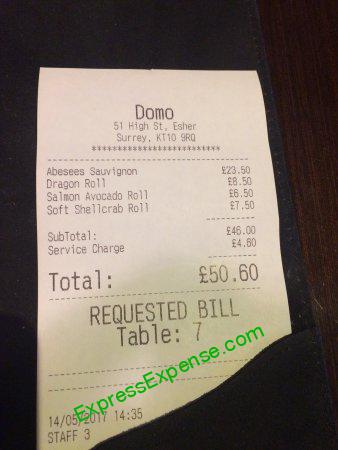 Domo
51 High St, Esher
Surrey, KT10 9RQ
**************************
Abesees Sauvignon £23.50
Dragon Roll £8.50
Salmon Avocado Roll £6.50
Soft Shellcrab Roll £7.50
SubTotal: £46.00
Service Charge £4.60
Total: £50.60
REQUESTED BILL
Table: 7
ExpressExpense.com
14/05/2017 14:35
STAFF 3